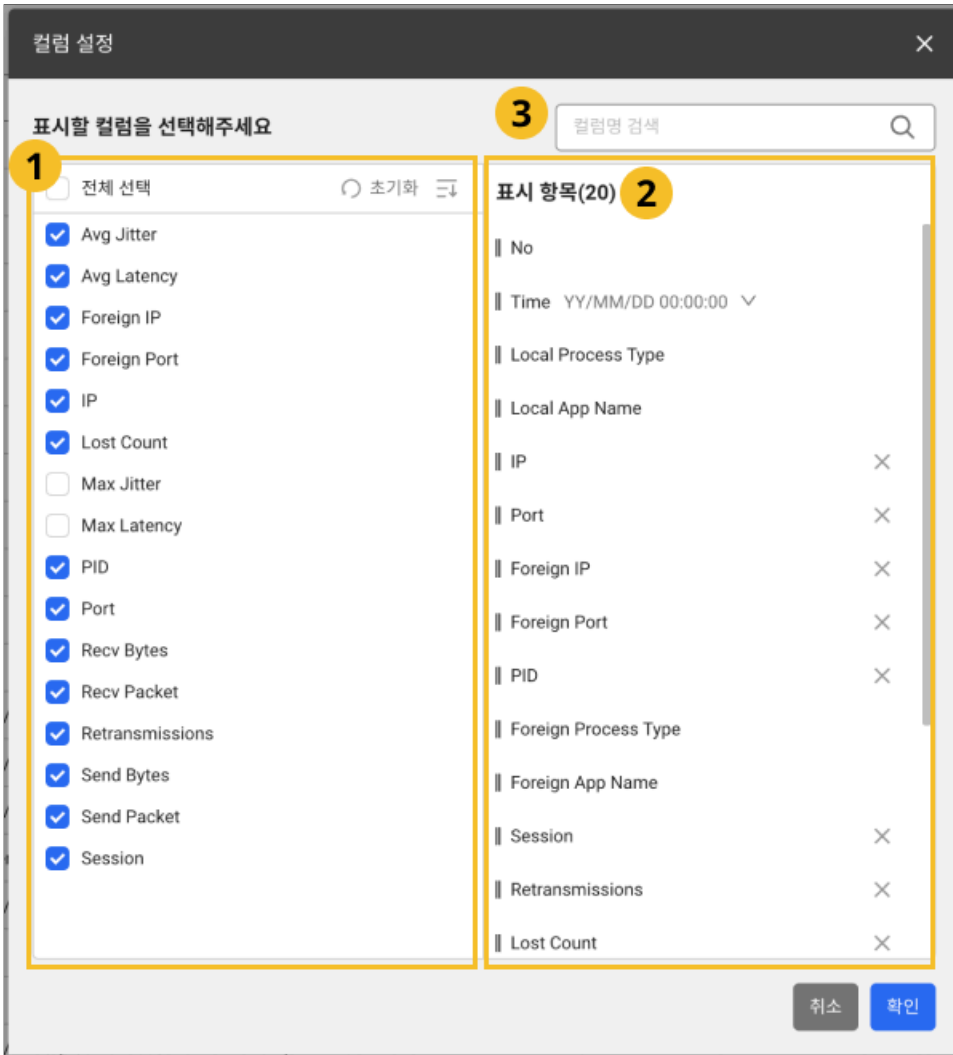 컬럼 설정
표시할 컬럼을 선택해주세요
3
컬럼명 검색
1
전체 선택
초기화
Avg Jitter
Avg Latency
Foreign IP
Foreign Port
IP
Lost Count
Max Jitter
Max Latency
PID
Port
Recv Bytes
Recv Packet
Retransmissions
Send Bytes
Send Packet
Session
표시 항목(20)
2
No
Time YY/MM/DD 00:00:00
Local Process Type
Local App Name
IP
Port
Foreign IP
Foreign Port
PID
Foreign Process Type
Foreign App Name
Session
Retransmissions
Lost Count
취소
확인